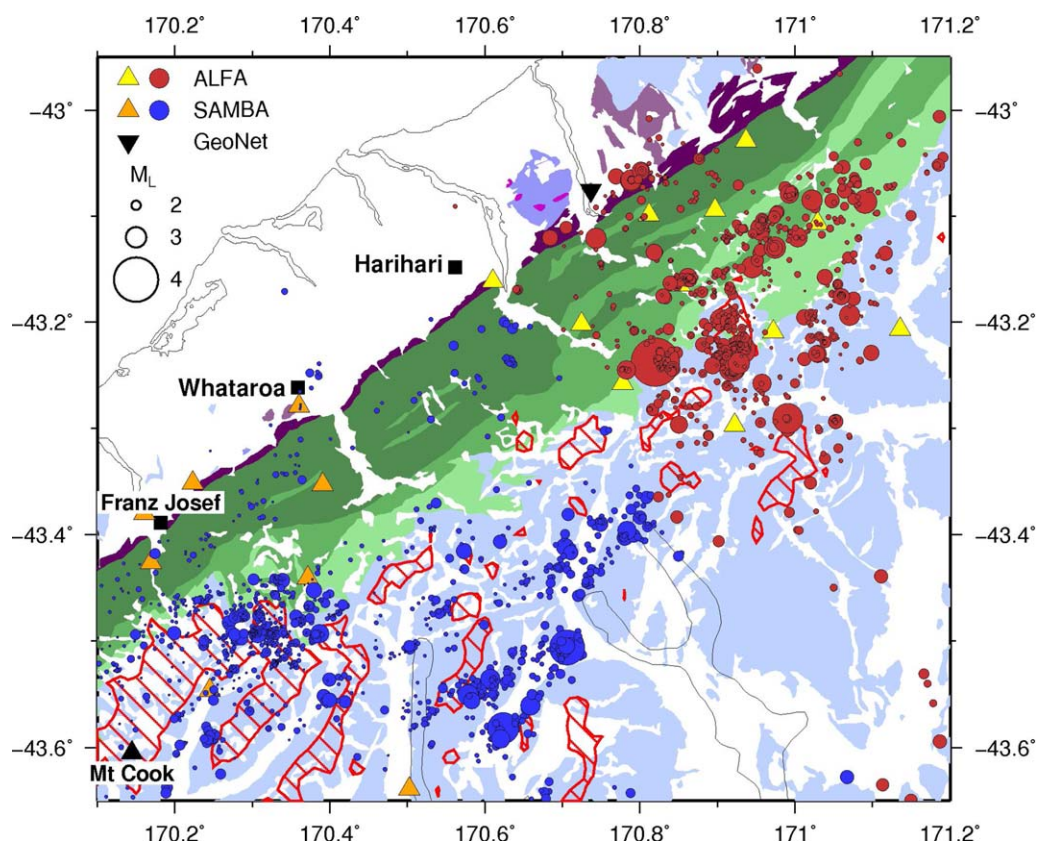 170.2° 170.4° 170.6° 170.8° 171° 171.2°
ALFA
SAMBA
GeoNet
M_L
2
3
4
−43° −43°
Harihari
−43.2° −43.2°
Whataroa
Franz Josef
−43.4° −43.4°
−43.6° −43.6°
Mt Cook
170.2° 170.4° 170.6° 170.8° 171° 171.2°